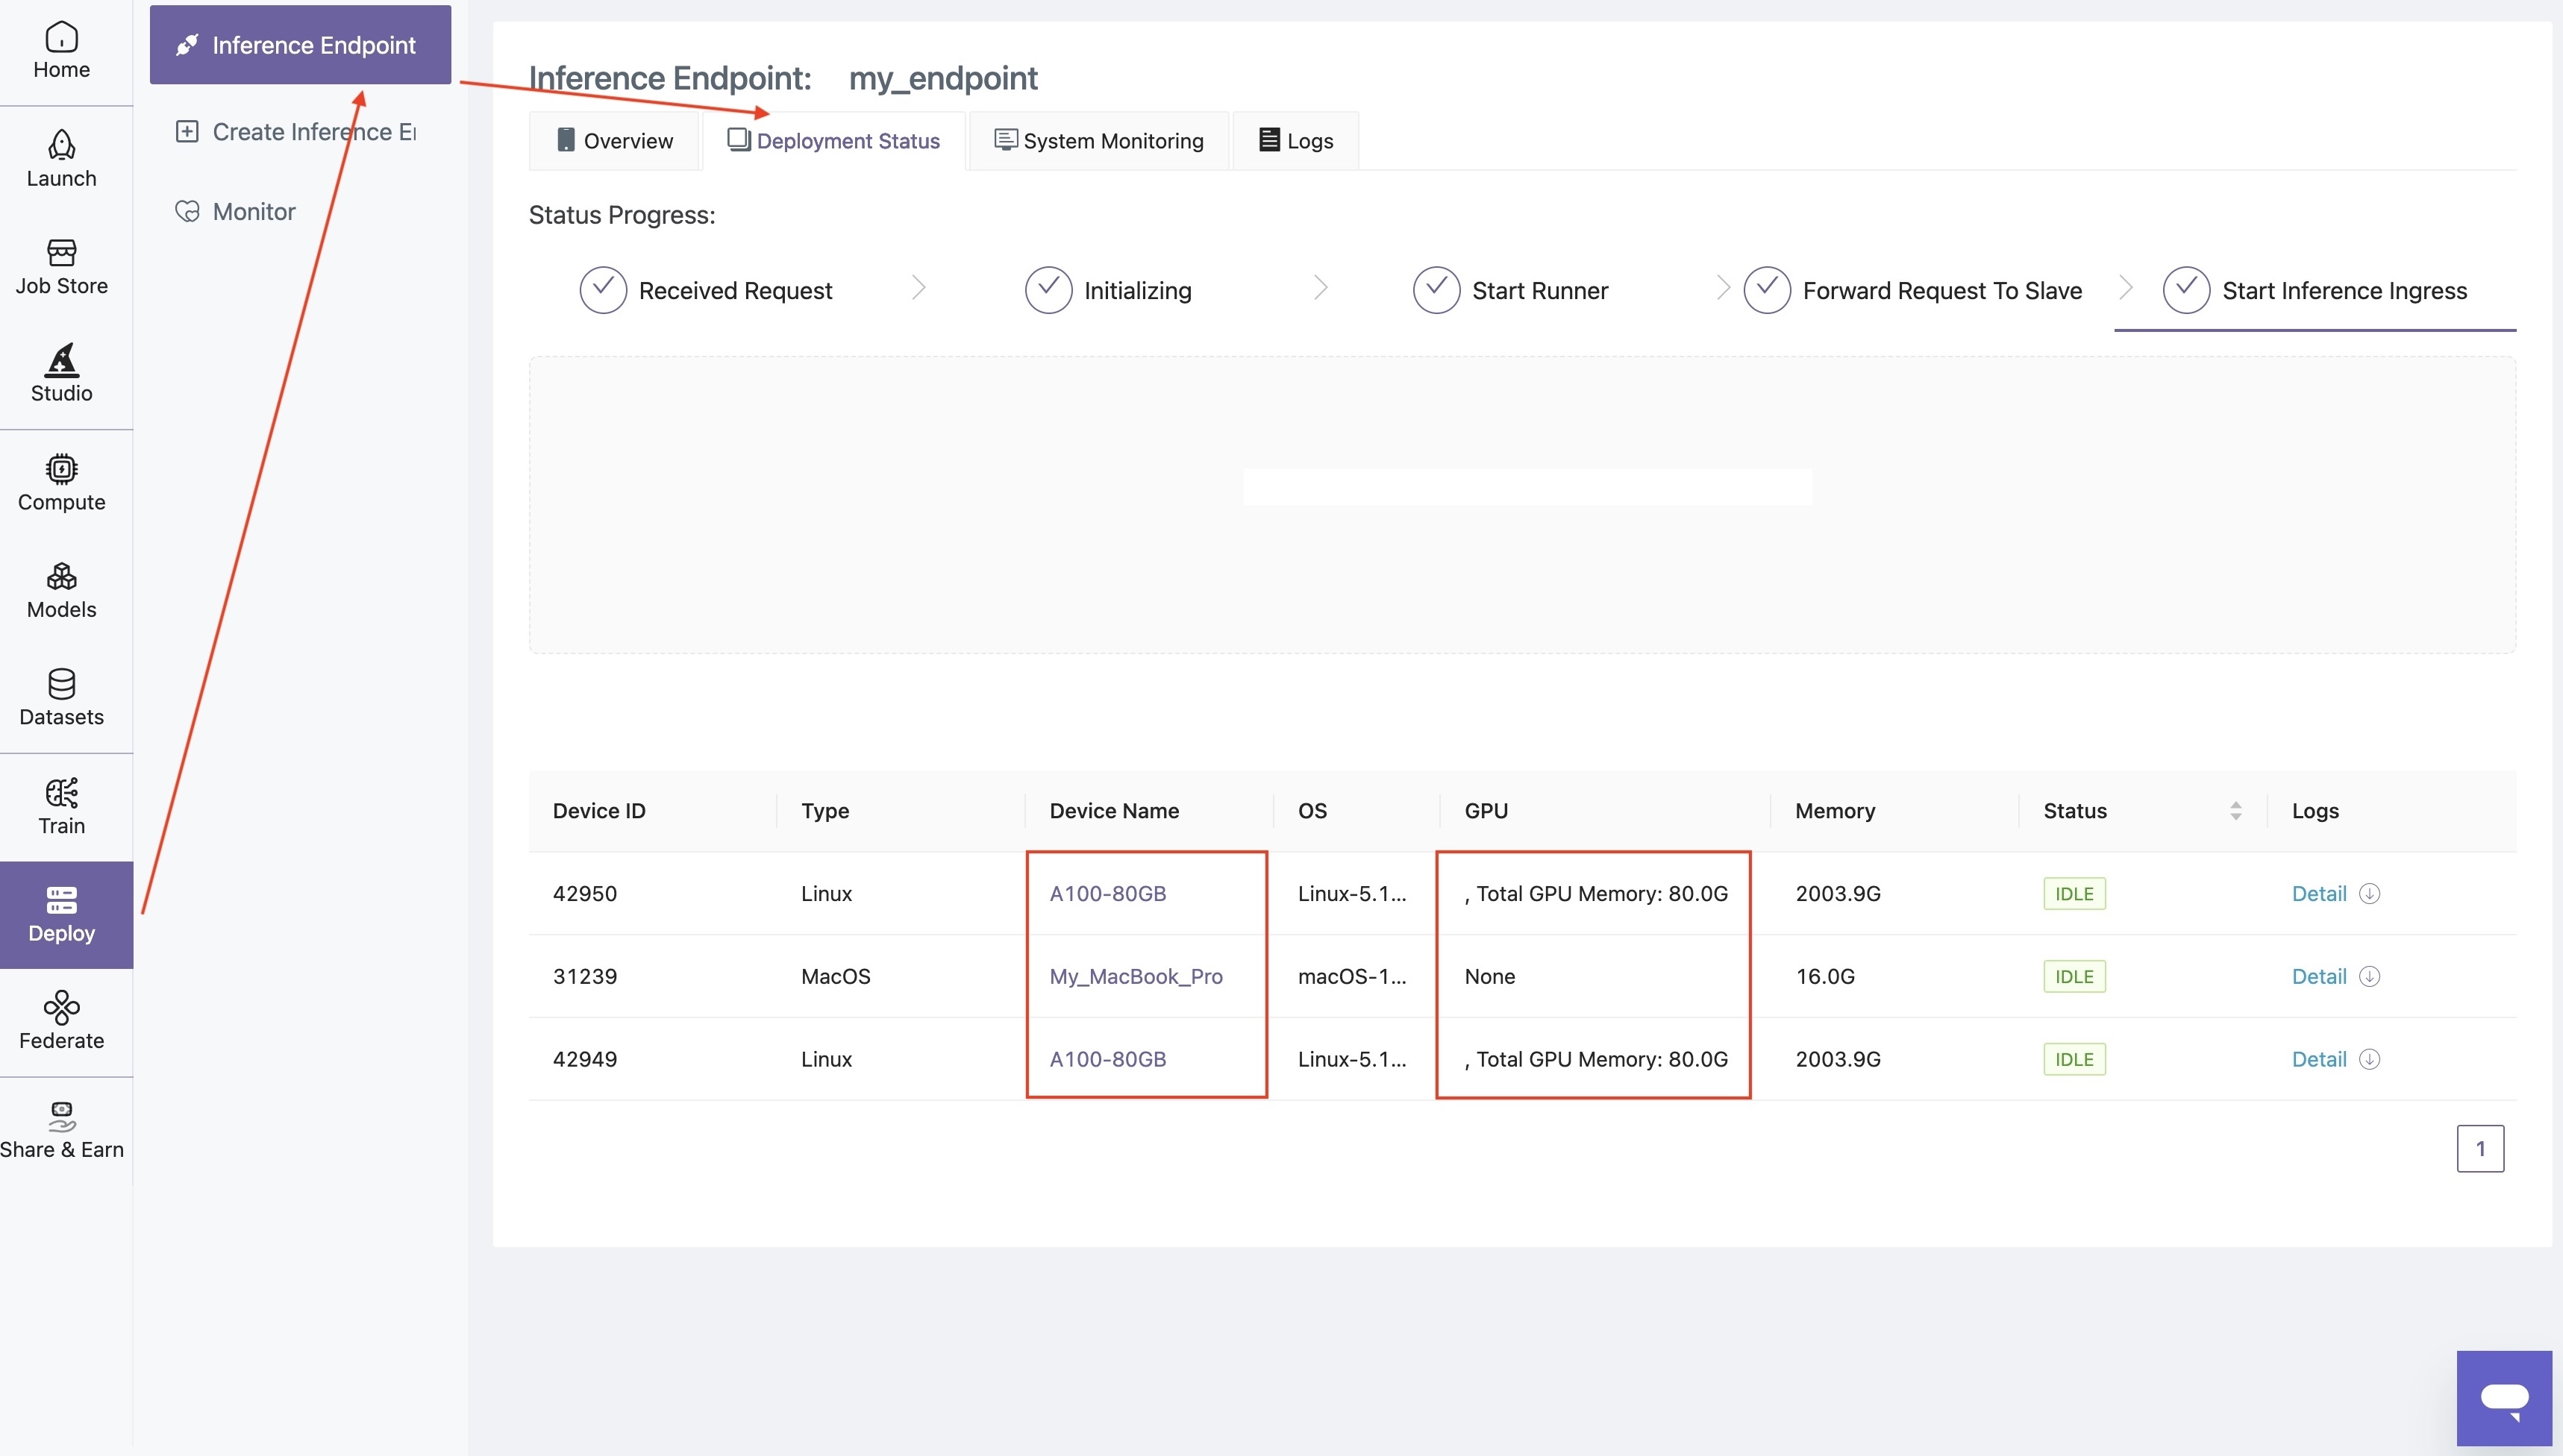 Home
Launch
Job Store
Studio
Compute
Models
Datasets
Train
Deploy
Federate
Share & Earn
Inference Endpoint
Create Inference Er
Monitor
Inference Endpoint: my_endpoint
Overview Deployment Status System Monitoring Logs
Status Progress:
Received Request Initializing Start Runner Forward Request To Slave Start Inference Ingress
Device ID Type Device Name OS GPU Memory Status Logs
42950 Linux A100-80GB Linux-5.1... , Total GPU Memory: 80.0G 2003.9G IDLE Detail
31239 MacOS My_MacBook_Pro macOS-1... None 16.0G IDLE Detail
42949 Linux A100-80GB Linux-5.1... , Total GPU Memory: 80.0G 2003.9G IDLE Detail
1